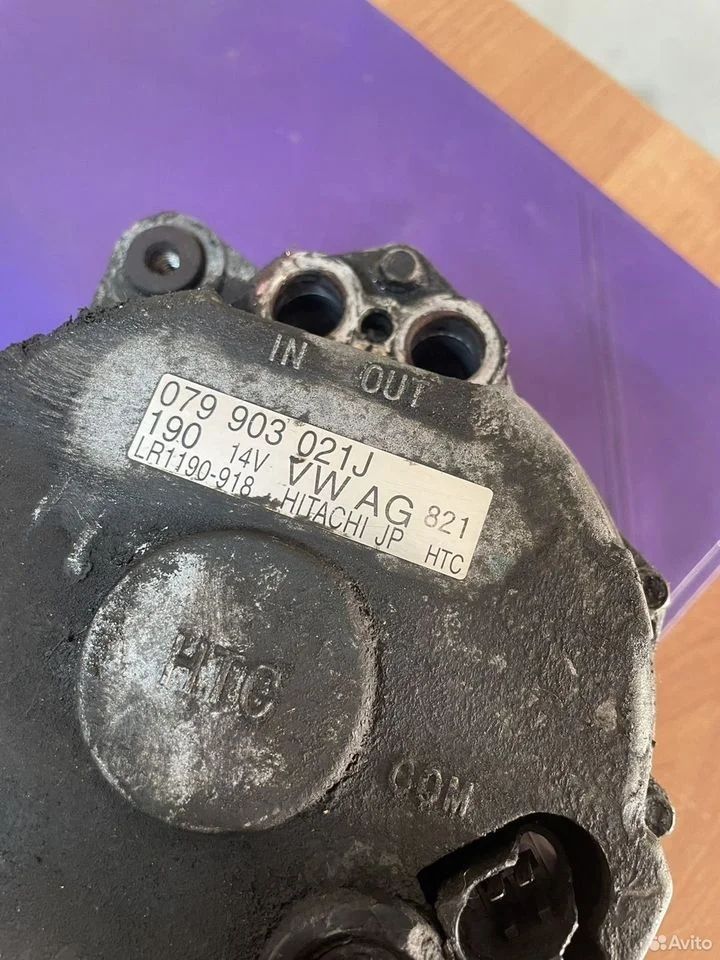 IN OUT
079 903 021J
190 14V VW AG 821
LR1190-918 HITACHI JP HTC
HTC
COM
Avito